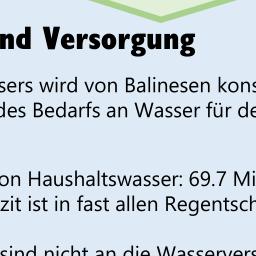 nd Versorgung
sers wird von Balinesen kons
des Bedarfs an Wasser für de
on Haushaltswasser: 69.7 Mi
zit ist in fast allen Regentsch
sind nicht an die Wasservers